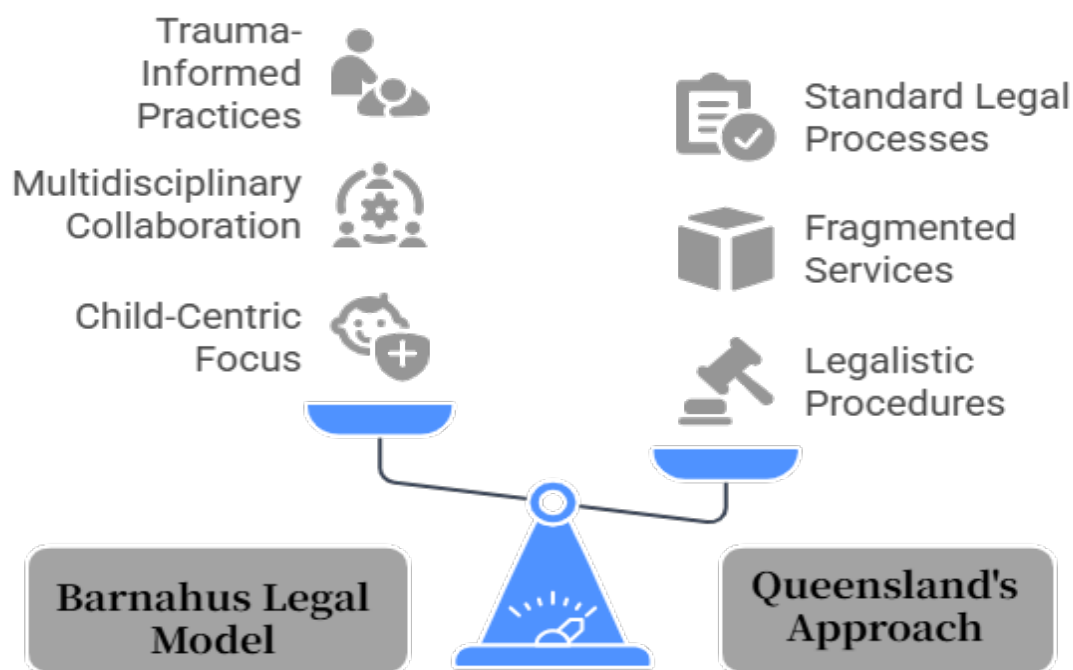 Trauma-
Informed
Practices
Multidisciplinary
Collaboration
Child-Centric
Focus
Standard Legal
Processes
Fragmented
Services
Legalistic
Procedures
Barnahus Legal
Model
Queensland's
Approach